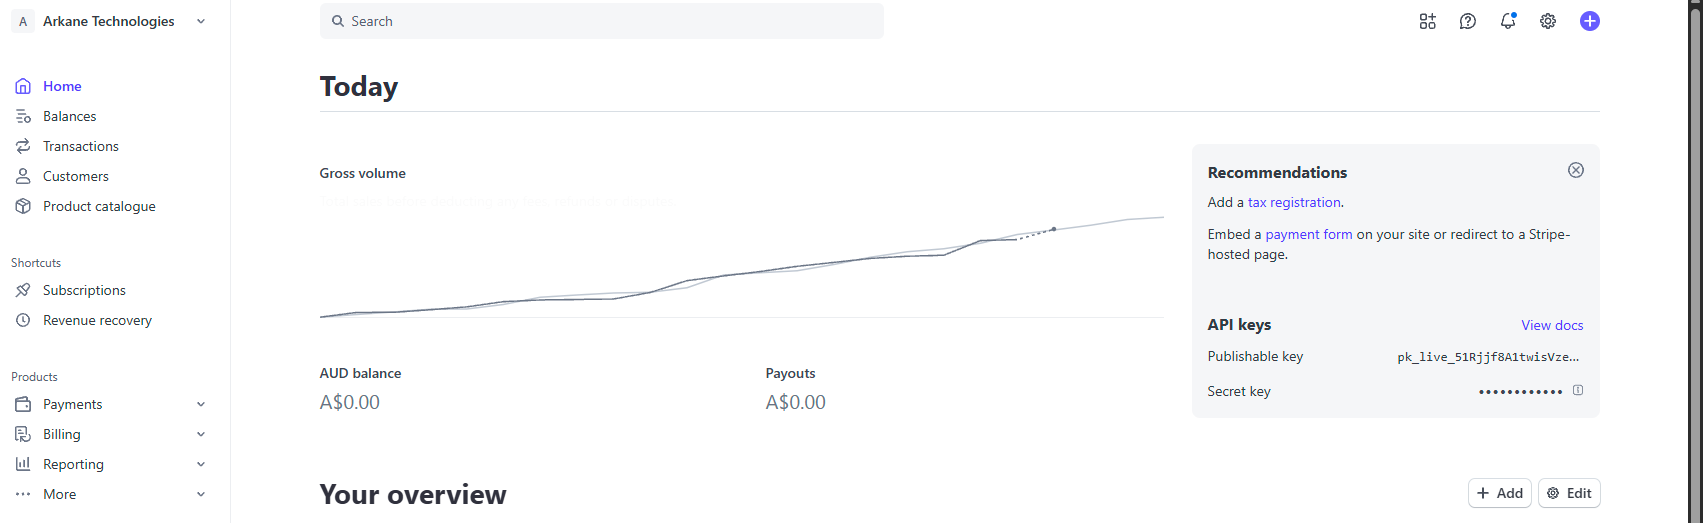 A Arkane Technologies
Search
Home
Balances
Transactions
Customers
Product catalogue
Shortcuts
Subscriptions
Revenue recovery
Products
Payments
Billing
Reporting
More
Today
Gross volume
AUD balance
A$0.00
Payouts
A$0.00
Recommendations
Add a tax registration.
Embed a payment form on your site or redirect to a Stripe-
hosted page.
API keys
View docs
Publishable key
pk_live_51Rjjf8A1twisVze...
Secret key
••••••••••••
Your overview
+ Add
Edit